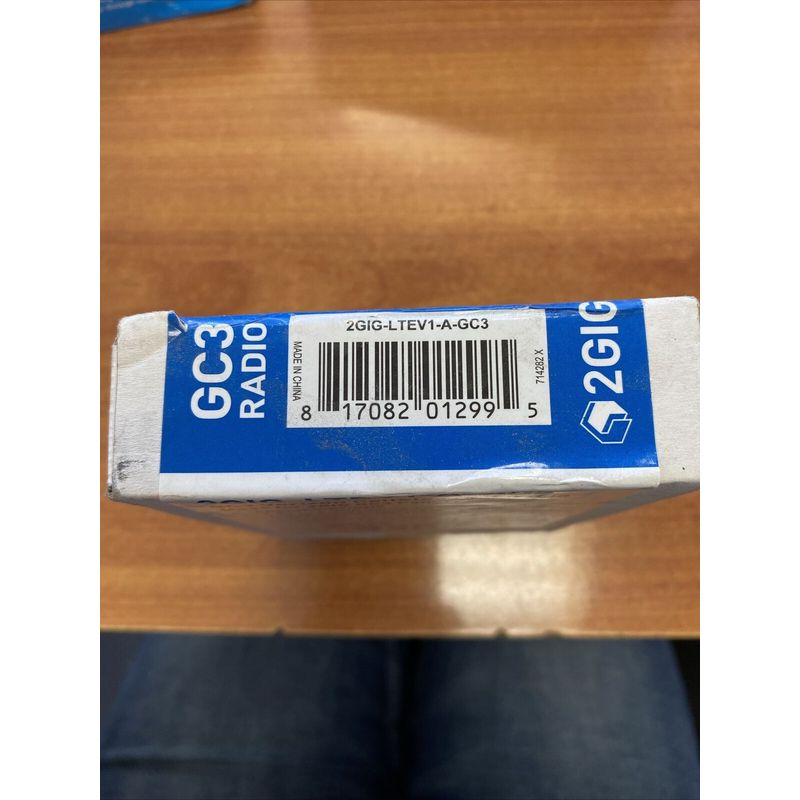 GC3
RADIO
2GIG-LTEV1-A-GC3
MADE IN CHINA
8 17082 01299 5
714282 X
2GIG